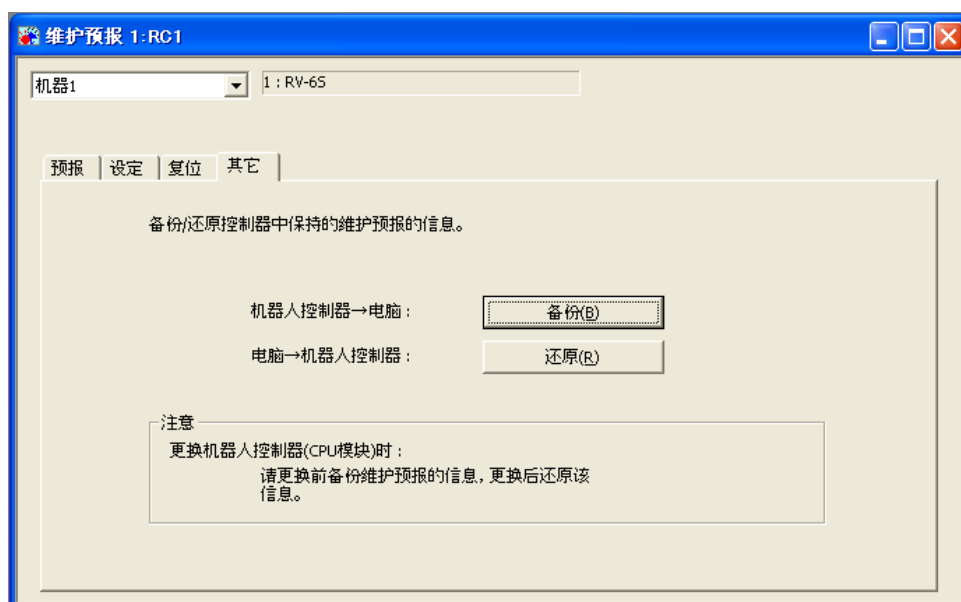 维护预报 1:RC1
机器1
1 : RV-6S
预报 设定 复位 其它
备份/还原控制器中保持的维护预报的信息。
机器人控制器→电脑 : 备份(B)
电脑→机器人控制器 : 还原(R)
注意
更换机器人控制器(CPU模块)时 :
请更换前备份维护预报的信息, 更换后还原该
信息。